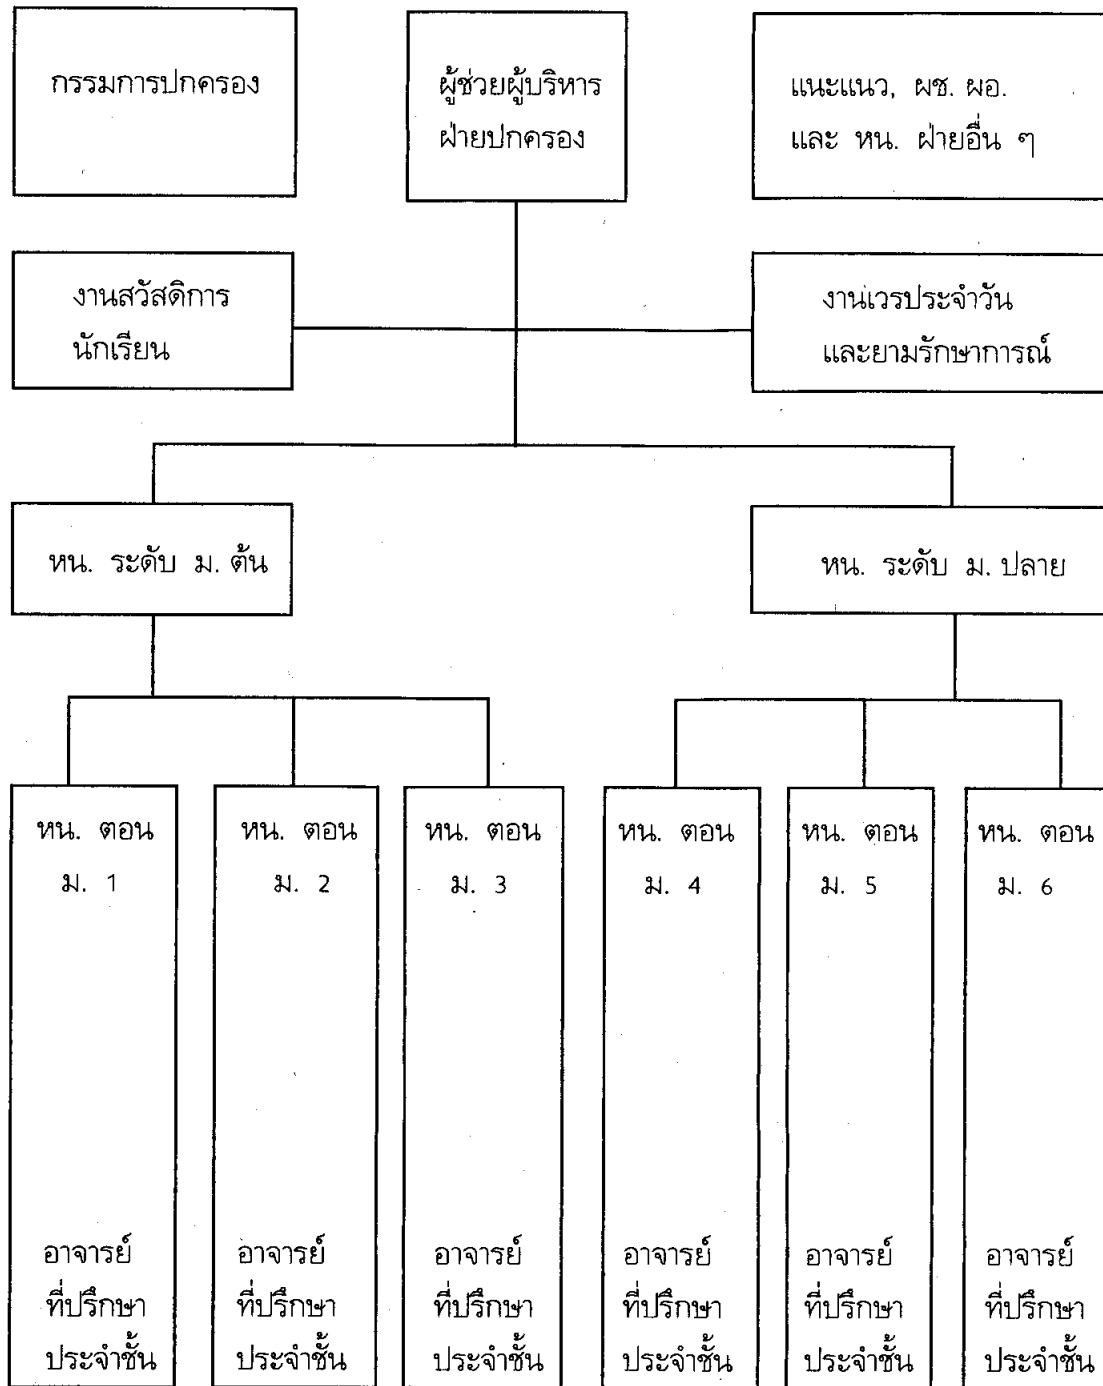 กรรมการปกครอง
ผู้ช่วยผู้บริหาร
ฝ่ายปกครอง
แนะแนว, ผช. ผอ.
และ หน. ฝ่ายอื่น ๆ
งานสวัสดิการ
นักเรียน
งานเวรประจำวัน
และยามรักษาการณ์
หน. ระดับ ม. ต้น
หน. ระดับ ม. ปลาย
หน. ตอน
ม. 1
อาจารย์
ที่ปรึกษา
ประจำชั้น
หน. ตอน
ม. 2
อาจารย์
ที่ปรึกษา
ประจำชั้น
หน. ตอน
ม. 3
อาจารย์
ที่ปรึกษา
ประจำชั้น
หน. ตอน
ม. 4
อาจารย์
ที่ปรึกษา
ประจำชั้น
หน. ตอน
ม. 5
อาจารย์
ที่ปรึกษา
ประจำชั้น
หน. ตอน
ม. 6
อาจารย์
ที่ปรึกษา
ประจำชั้น